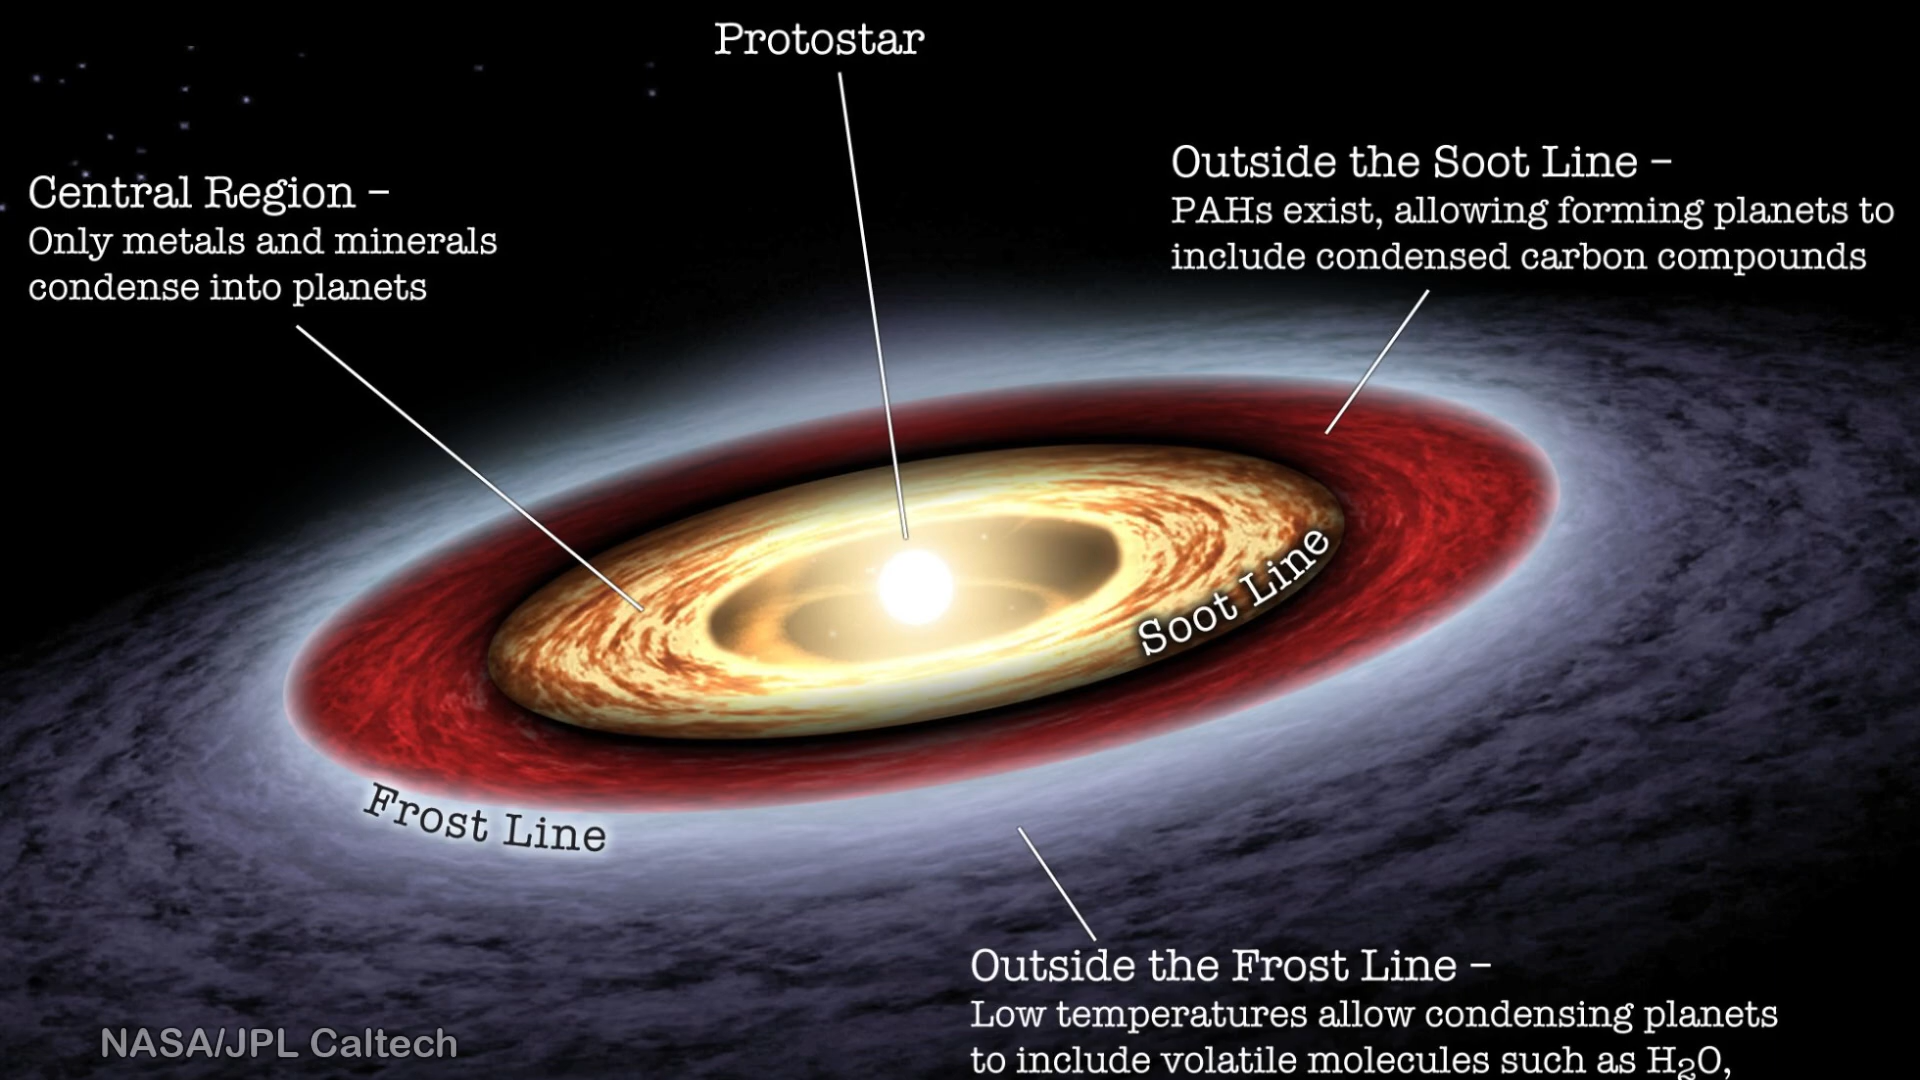 Protostar
Central Region –
Only metals and minerals
condense into planets
Outside the Soot Line –
PAHs exist, allowing forming planets to
include condensed carbon compounds
Soot Line
Frost Line
Outside the Frost Line –
Low temperatures allow condensing planets
to include volatile molecules such as H₂O,
NASA/JPL Caltech